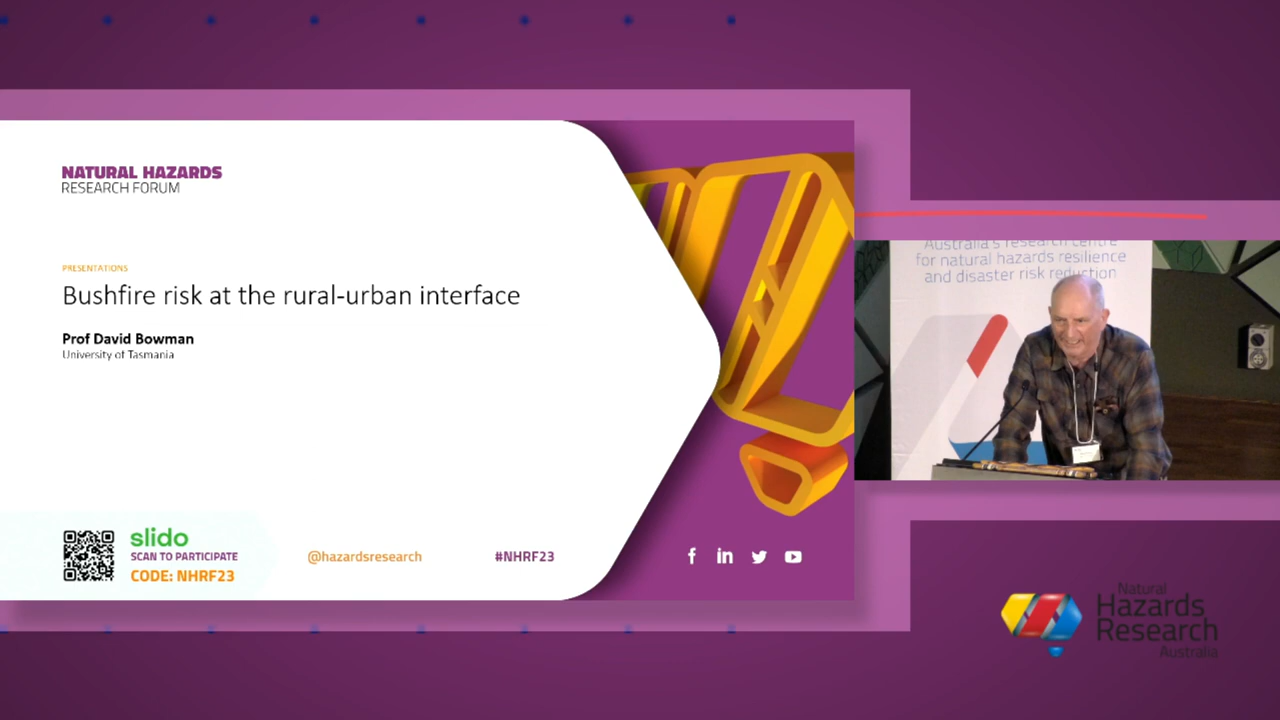 NATURAL HAZARDS
RESEARCH FORUM
PRESENTATIONS
Bushfire risk at the rural-urban interface
Prof David Bowman
University of Tasmania
slido
SCAN TO PARTICIPATE
CODE: NHRF23
@hazardsresearch
#NHRF23
Australia's research centre
for natural hazards resilience
and disaster risk reduction
Natural
Hazards
Research
Australia